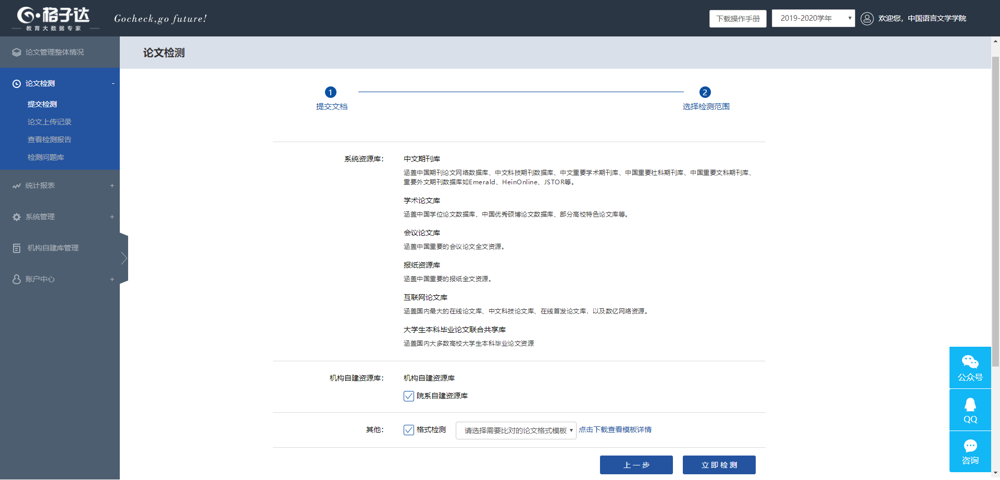 格子达
教育大数据专家
Gocheck,go future!
下载操作手册
2019-2020学年
欢迎您，中国语言文学学院
论文管理整体情况
论文检测
提交检测
论文上传记录
查看检测报告
检测问题库
统计报表
系统管理
机构自建库管理
账户中心
论文检测
1
提交文档
2
选择检测范围
系统资源库：
中文期刊库
涵盖中国期刊论文网络数据库、中文科技期刊数据库、中文重要学术期刊库、中国重要社科期刊库、中国重要文科期刊库、
重要外文期刊数据库如Emerald、HeinOnline、JSTOR等。
学术论文库
涵盖中国学位论文数据库、中国优秀硕博论文数据库、部分高校特色论文库等。
会议论文库
涵盖中国重要的会议论文全文资源。
报纸资源库
涵盖中国重要的报纸全文资源。
互联网论文库
涵盖国内最大的在线论文库、中文科技论文库、在线首发论文库，以及数亿网络资源。
大学生本科毕业论文联合共享库
涵盖国内大多数高校大学生本科毕业论文资源
机构自建资源库：
机构自建资源库
院系自建资源库
其他：
格式检测
请选择需要比对的论文格式模板
点击下载查看模板详情
上一步
立即检测
公众号
QQ
咨询